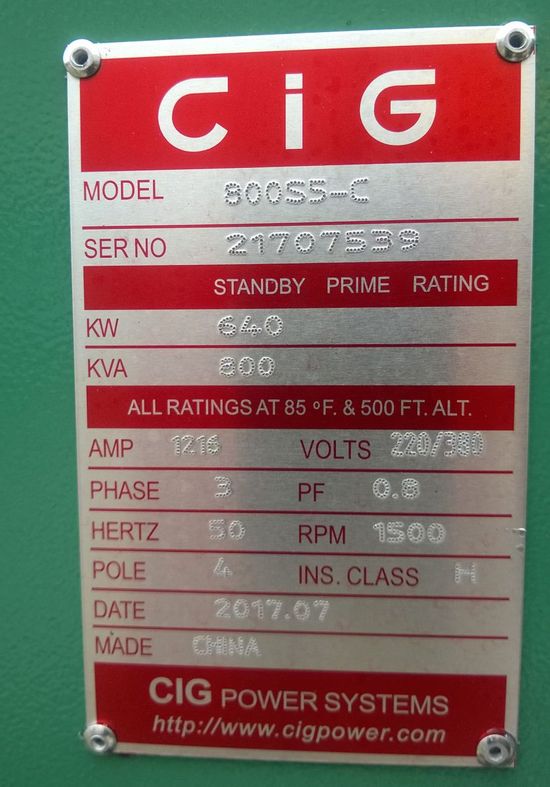 CiG
MODEL 800S5-C
SER NO 21707539
STANDBY PRIME RATING
KW 640
KVA 800
ALL RATINGS AT 85 ºF. & 500 FT. ALT.
AMP 1216 VOLTS 220/380
PHASE 3 PF 0.8
HERTZ 50 RPM 1500
POLE 4 INS. CLASS H
DATE 2017.07
MADE CHINA
CIG POWER SYSTEMS
http://www.cigpower.com